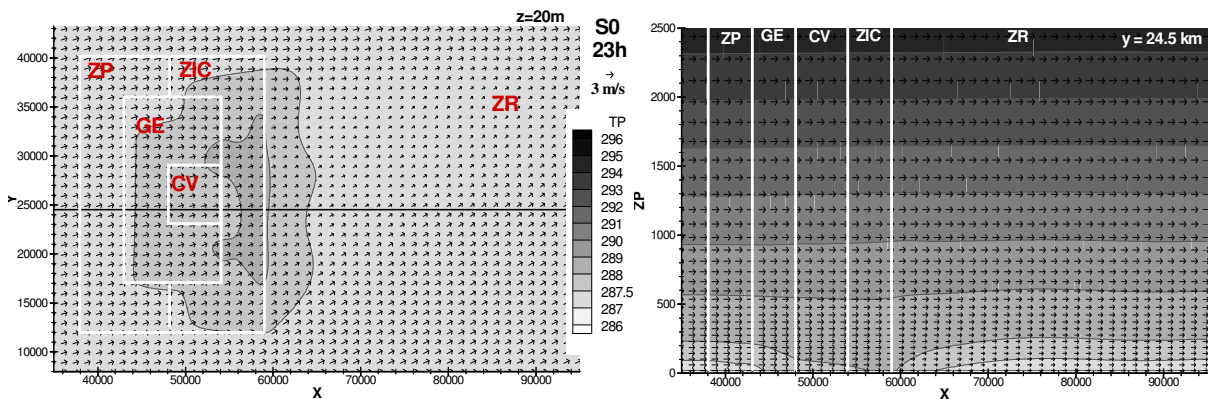 z=20m
S0
23h
3 m/s
TP
296
295
294
293
292
291
290
289
288
287.5
287
286
ZP
ZIC
GE
CV
ZR
Y
40000
35000
30000
25000
20000
15000
10000
40000 50000 60000 70000 80000 90000
X
ZP GE CV ZIC ZR y = 24.5 km
ZP
2500
2000
1500
1000
500
0
40000 50000 60000 70000 80000 90000
X